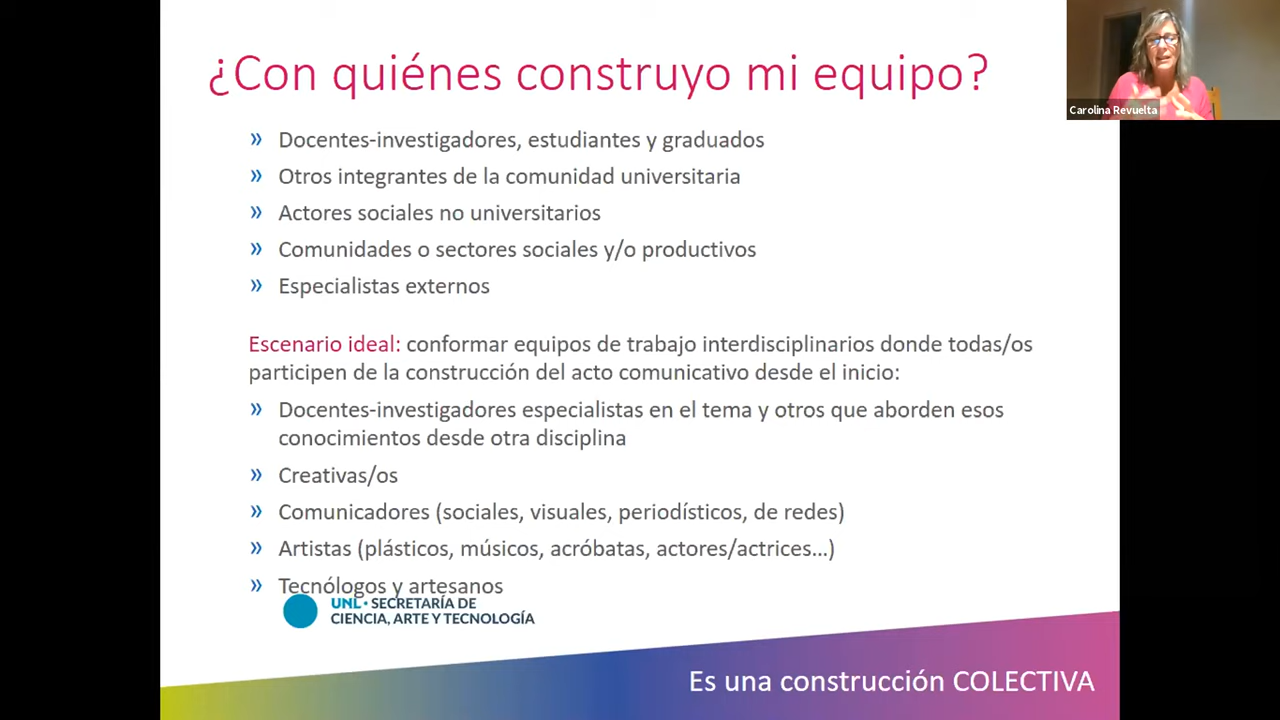 ¿Con quiénes construyo mi equipo?
Carolina Revuelta
» Docentes-investigadores, estudiantes y graduados
» Otros integrantes de la comunidad universitaria
» Actores sociales no universitarios
» Comunidades o sectores sociales y/o productivos
» Especialistas externos
Escenario ideal: conformar equipos de trabajo interdisciplinarios donde todas/os
participen de la construcción del acto comunicativo desde el inicio:
» Docentes-investigadores especialistas en el tema y otros que aborden esos
conocimientos desde otra disciplina
» Creativas/os
» Comunicadores (sociales, visuales, periodísticos, de redes)
» Artistas (plásticos, músicos, acróbatas, actores/actrices…)
» Tecnólogos y artesanos
UNL • SECRETARÍA DE
CIENCIA, ARTE Y TECNOLOGÍA
Es una construcción COLECTIVA